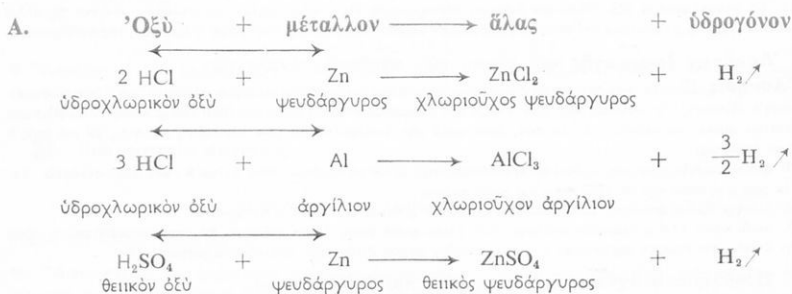 Α. Ὀξὺ + μέταλλον ⟶ ἅλας + ὑδρογόνον
2 HCl + Zn ⟶ ZnCl₂ + H₂↗
ὑδροχλωρικὸν ὀξὺ ψευδάργυρος χλωριοῦχος ψευδάργυρος
3 HCl + Al ⟶ AlCl₃ + 3/2 H₂↗
ὑδροχλωρικὸν ὀξὺ ἀργίλιον χλωριοῦχον ἀργίλιον
H₂SO₄ + Zn ⟶ ZnSO₄ + H₂↗
θειικὸν ὀξὺ ψευδάργυρος θειικὸς ψευδάργυρος